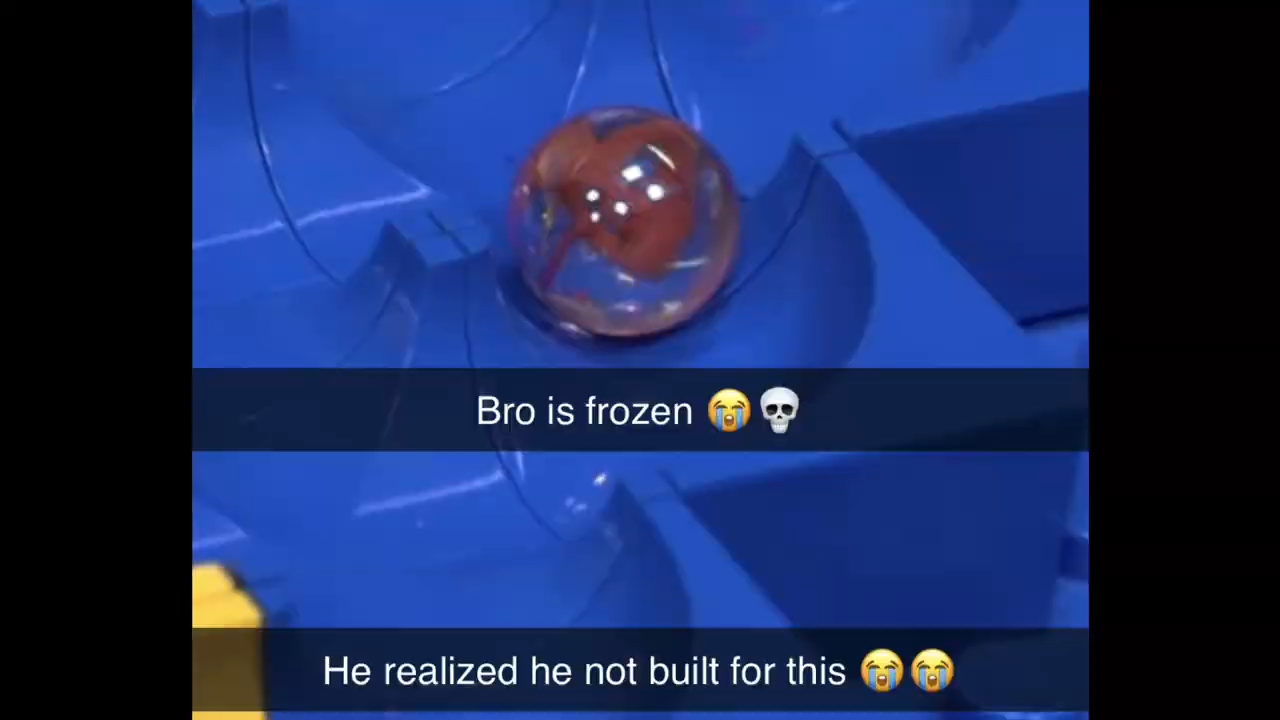 Bro is frozen 😭💀
He realized he not built for this 😭😭